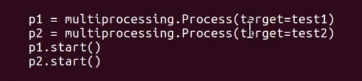 p1 = multiprocessing.Process(target=test1)
p2 = multiprocessing.Process(target=test2)
p1.start()
p2.start()